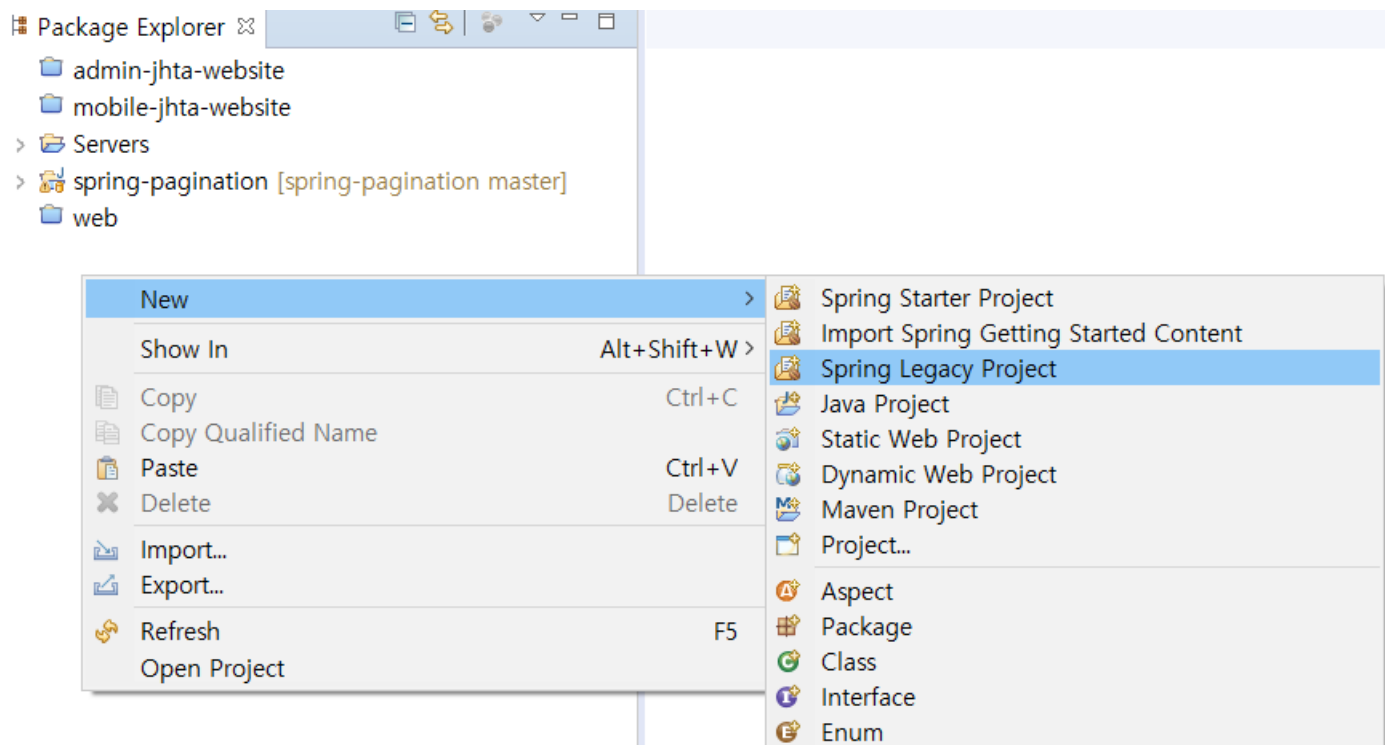 Package Explorer
admin-jhta-website
mobile-jhta-website
Servers
spring-pagination [spring-pagination master]
web
New
Show In Alt+Shift+W
Copy Ctrl+C
Copy Qualified Name
Paste Ctrl+V
Delete Delete
Import...
Export...
Refresh F5
Open Project
Spring Starter Project
Import Spring Getting Started Content
Spring Legacy Project
Java Project
Static Web Project
Dynamic Web Project
Maven Project
Project...
Aspect
Package
Class
Interface
Enum